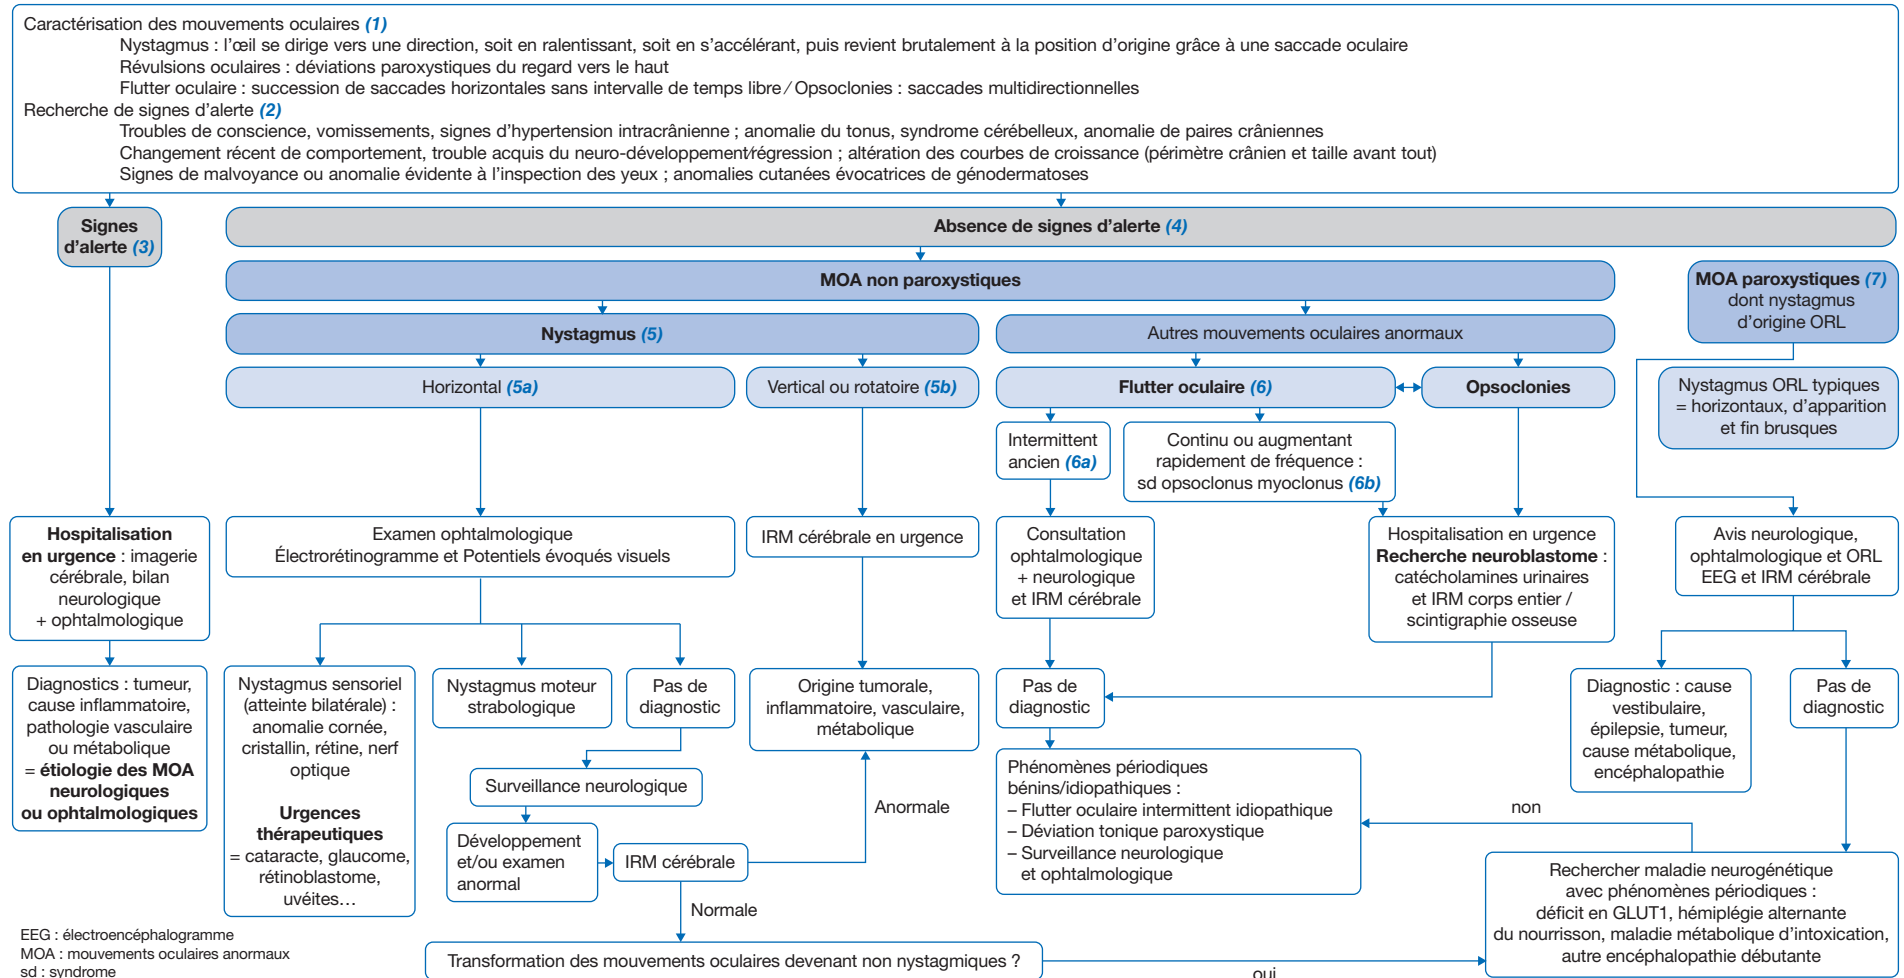 Caractérisation des mouvements oculaires (1)
Nystagmus : l’œil se dirige vers une direction, soit en ralentissant, soit en s’accélérant, puis revient brutalement à la position d’origine grâce à une saccade oculaire
Révulsions oculaires : déviations paroxystiques du regard vers le haut
Flutter oculaire : succession de saccades horizontales sans intervalle de temps libre / Opsoclonies : saccades multidirectionnelles
Recherche de signes d’alerte (2)
Troubles de conscience, vomissements, signes d’hypertension intracrânienne ; anomalie du tonus, syndrome cérébelleux, anomalie de paires crâniennes
Changement récent de comportement, trouble acquis du neuro-développement/régression ; altération des courbes de croissance (périmètre crânien et taille avant tout)
Signes de malvoyance ou anomalie évidente à l’inspection des yeux ; anomalies cutanées évocatrices de génodermatoses
Signes
d’alerte (3)
Absence de signes d’alerte (4)
MOA non paroxystiques
MOA paroxystiques (7)
dont nystagmus
d’origine ORL
Nystagmus (5)
Autres mouvements oculaires anormaux
Horizontal (5a)
Vertical ou rotatoire (5b)
Flutter oculaire (6)
Opsoclonies
Nystagmus ORL typiques
= horizontaux, d’apparition
et fin brusques
Intermittent
ancien (6a)
Continu ou augmentant
rapidement de fréquence :
sd opsoclonus myoclonus (6b)
Hospitalisation
en urgence : imagerie
cérébrale, bilan
neurologique
+ ophtalmologique
Examen ophtalmologique
Électrorétinogramme et Potentiels évoqués visuels
IRM cérébrale en urgence
Consultation
ophtalmologique
+ neurologique
et IRM cérébrale
Hospitalisation en urgence
Recherche neuroblastome :
catécholamines urinaires
et IRM corps entier /
scintigraphie osseuse
Avis neurologique,
ophtalmologique et ORL
EEG et IRM cérébrale
Diagnostics : tumeur,
cause inflammatoire,
pathologie vasculaire
ou métabolique
= étiologie des MOA
neurologiques
ou ophtalmologiques
Nystagmus sensoriel
(atteinte bilatérale) :
anomalie cornée,
cristallin, rétine, nerf
optique
Urgences
thérapeutiques
= cataracte, glaucome,
rétinoblastome,
uvéites…
Nystagmus moteur
strabologique
Pas de
diagnostic
Origine tumorale,
inflammatoire, vasculaire,
métabolique
Pas de
diagnostic
Diagnostic : cause
vestibulaire,
épilepsie, tumeur,
cause métabolique,
encéphalopathie
Pas de
diagnostic
Surveillance neurologique
Développement
et/ou examen
anormal
IRM cérébrale
Anormale
Normale
Phénomènes périodiques
bénins/idiopathiques :
– Flutter oculaire intermittent idiopathique
– Déviation tonique paroxystique
– Surveillance neurologique
et ophtalmologique
non
Rechercher maladie neurogénétique
avec phénomènes périodiques :
déficit en GLUT1, hémiplégie alternante
du nourrisson, maladie métabolique d’intoxication,
autre encéphalopathie débutante
Transformation des mouvements oculaires devenant non nystagmiques ?
oui
EEG : électroencéphalogramme
MOA : mouvements oculaires anormaux
sd : syndrome